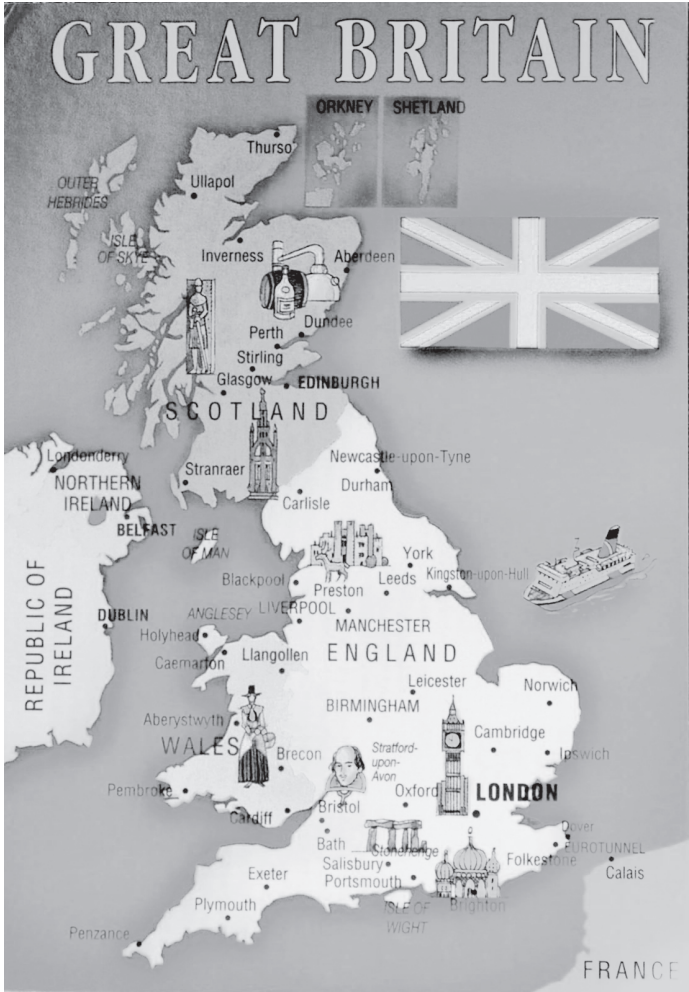 GREAT BRITAIN
ORKNEY
SHETLAND
Thurso
OUTER
HEBRIDES
Ullapol
ISLE
OF SKYE
Inverness
Aberdeen
Perth
Dundee
Stirling
Glasgow
EDINBURGH
SCOTLAND
Londonderry
NORTHERN
IRELAND
Stranraer
Newcastle-upon-Tyne
Durham
Carlisle
BELFAST
ISLE
OF MAN
York
Blackpool
Preston
Leeds
Kingston-upon-Hull
REPUBLIC OF
IRELAND
DUBLIN
ANGLESEY
LIVERPOOL
MANCHESTER
Holyhead
Caernarfon
Llangollen
ENGLAND
Leicester
Norwich
BIRMINGHAM
Aberystwyth
WALES
Cambridge
Brecon
Stratford-
upon-
Avon
Ipswich
Pembroke
Oxford
LONDON
Cardiff
Bristol
Bath
Stonehenge
Dover
EUROTUNNEL
Folkestone
Calais
Salisbury
Portsmouth
Exeter
Brighton
ISLE OF
WIGHT
Plymouth
Penzance
FRANCE